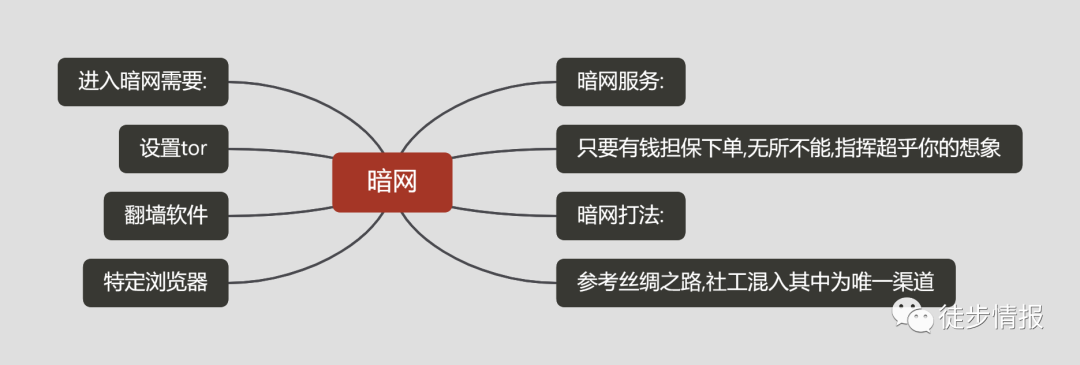 进入暗网需要:
设置tor
翻墙软件
特定浏览器
暗网
暗网服务:
只要有钱担保下单,无所不能,指挥超乎你的想象
暗网打法:
参考丝绸之路,社工混入其中为唯一渠道
徒步情报